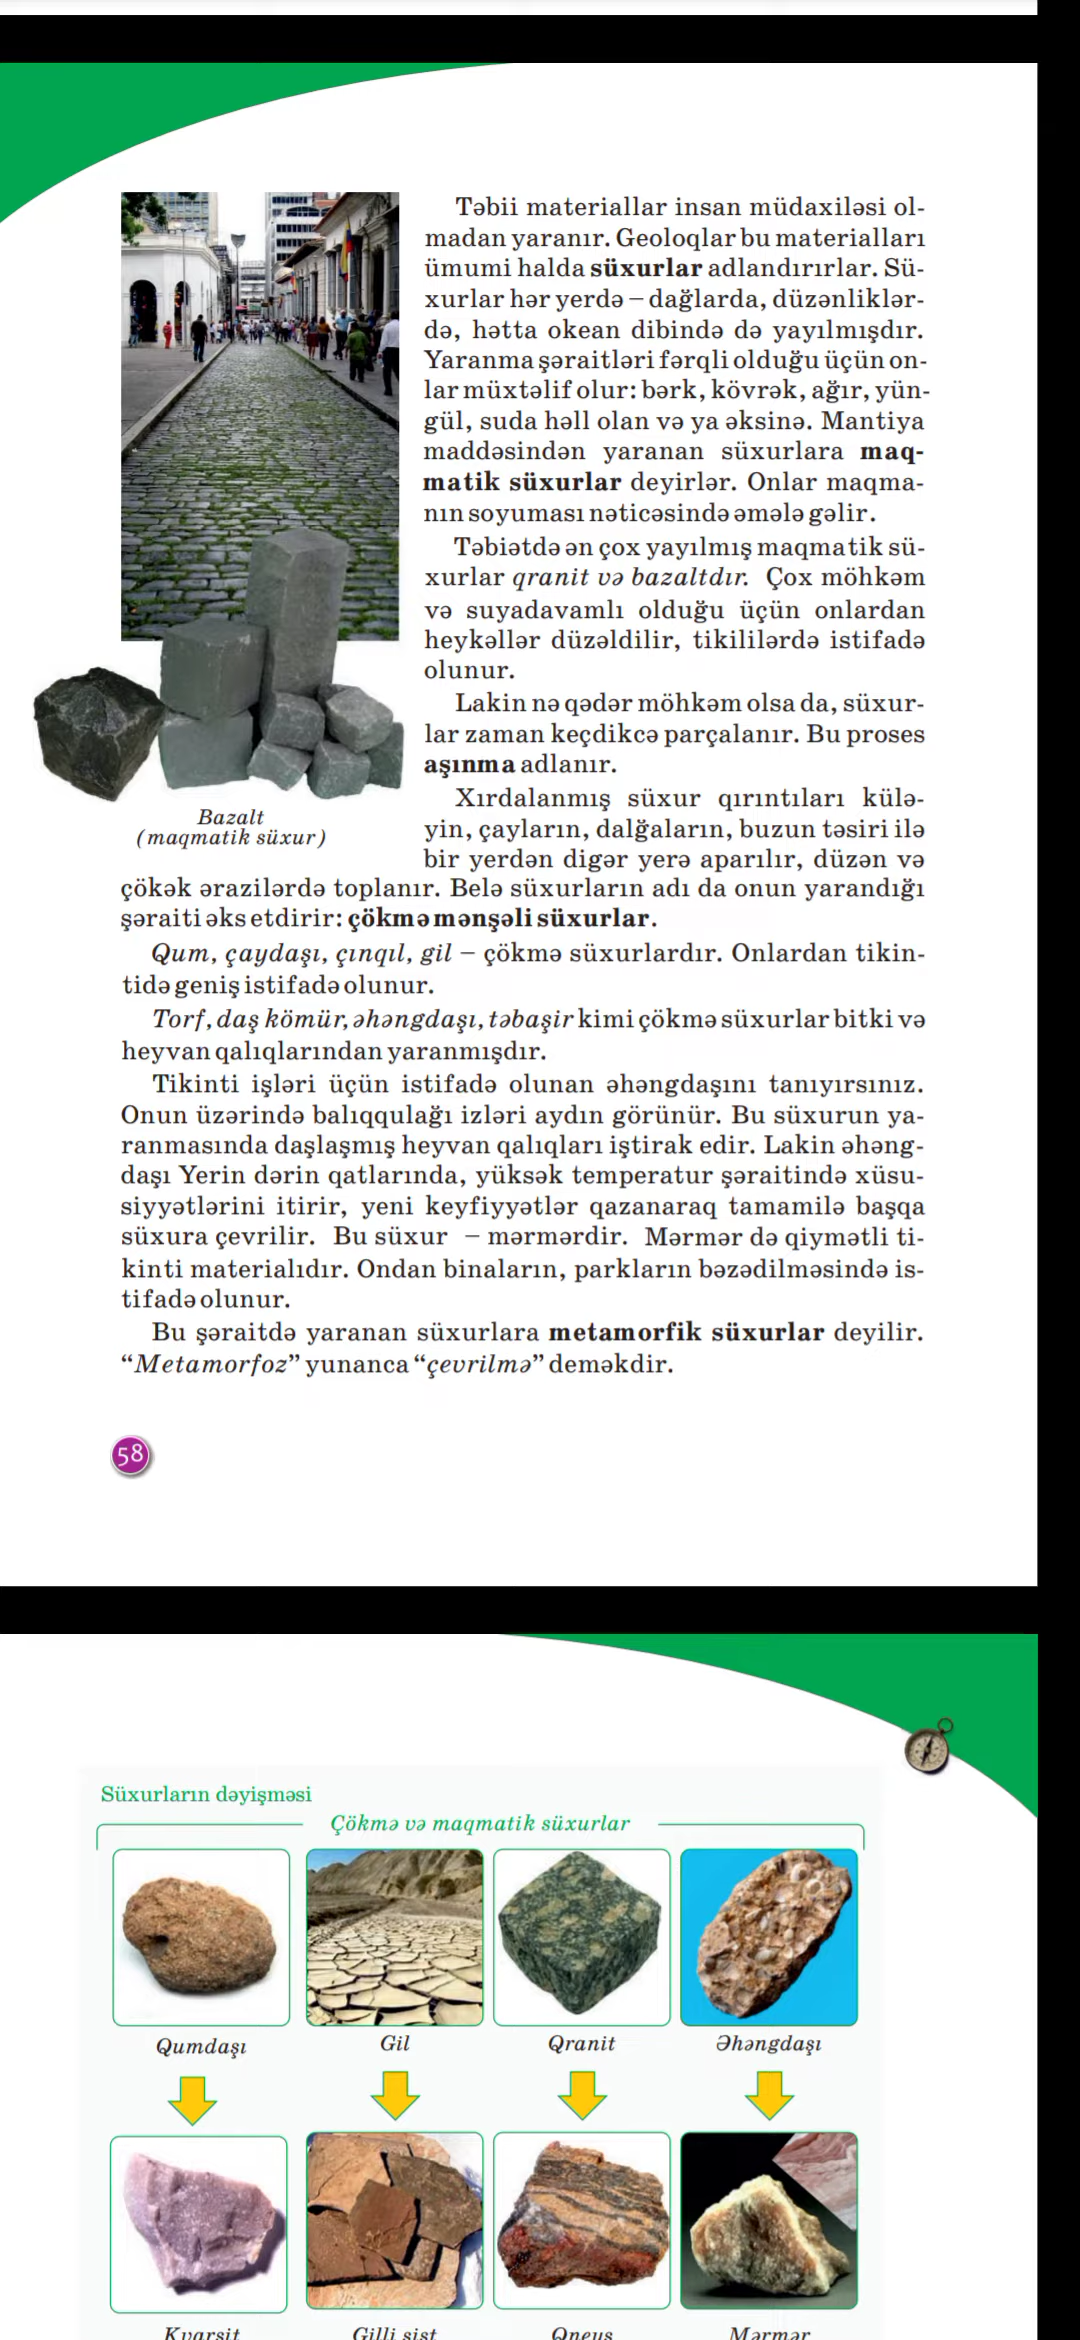 Təbii materiallar insan müdaxiləsi ol-
madan yaranır. Geoloqlar bu materialları
ümumi halda süxurlar adlandırırlar. Sü-
xurlar hər yerdə – dağlarda, düzənliklər-
də, hətta okean dibində də yayılmışdır.
Yaranma şəraitləri fərqli olduğu üçün on-
lar müxtəlif olur: bərk, kövrək, ağır, yün-
gül, suda həll olan və ya əksinə. Mantiya
maddəsindən yaranan süxurlara maq-
matik süxurlar deyirlər. Onlar maqma-
nın soyuması nəticəsində əmələ gəlir.
Təbiətdə ən çox yayılmış maqmatik sü-
xurlar qranit və bazaltdır. Çox möhkəm
və suyadavamlı olduğu üçün onlardan
heykəllər düzəldilir, tikililərdə istifadə
olunur.
Lakin nə qədər möhkəm olsa da, süxur-
lar zaman keçdikcə parçalanır. Bu proses
aşınma adlanır.
Bazalt
(maqmatik süxur)
Xırdalanmış süxur qırıntıları külə-
yin, çayların, dalğaların, buzun təsiri ilə
bir yerdən digər yerə aparılır, düzən və
çökək ərazilərdə toplanır. Belə süxurların adı da onun yarandığı
şəraiti əks etdirir: çökmə mənşəli süxurlar.
Qum, çaydaşı, çınqıl, gil – çökmə süxurlardır. Onlardan tikin-
tidə geniş istifadə olunur.
Torf, daş kömür, əhəngdaşı, təbaşir kimi çökmə süxurlar bitki və
heyvan qalıqlarından yaranmışdır.
Tikinti işləri üçün istifadə olunan əhəngdaşını tanıyırsınız.
Onun üzərində balıqqulağı izləri aydın görünür. Bu süxurun ya-
ranmasında daşlaşmış heyvan qalıqları iştirak edir. Lakin əhəng-
daşı Yerin dərin qatlarında, yüksək temperatur şəraitində xüsu-
siyyətlərini itirir, yeni keyfiyyətlər qazanaraq tamamilə başqa
süxura çevrilir. Bu süxur – mərmərdir. Mərmər də qiymətli ti-
kinti materialıdır. Ondan binaların, parkların bəzədilməsində is-
tifadə olunur.
Bu şəraitdə yaranan süxurlara metamorfik süxurlar deyilir.
“Metamorfoz” yunanca “çevrilmə” deməkdir.
58
Süxurların dəyişməsi
Çökmə və maqmatik süxurlar
Qumdaşı Gil Qranit Əhəngdaşı
Kvarsit Gilli şist Qneys Mərmər